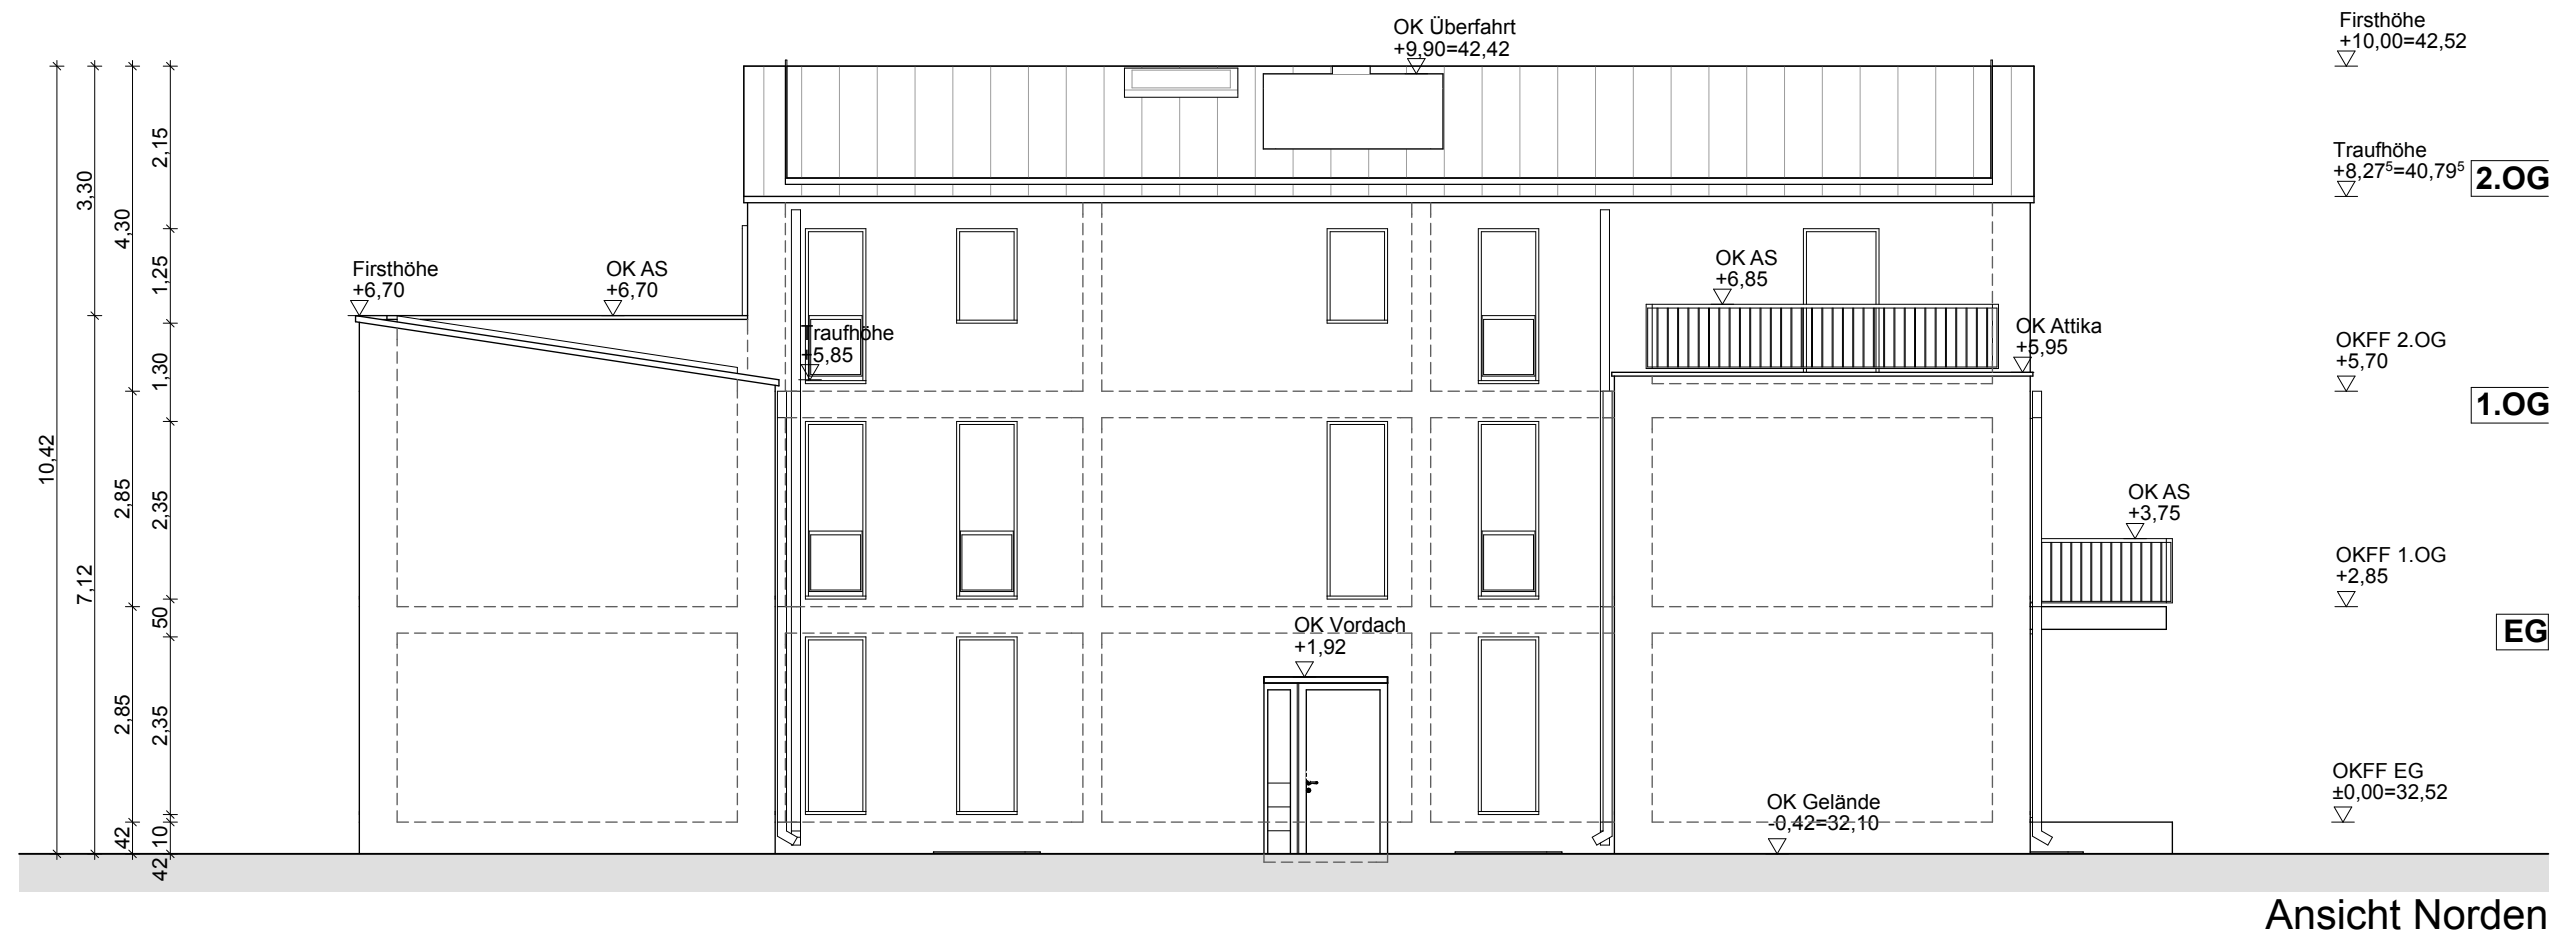 OK Überfahrt
+9,90=42,42
Firsthöhe
+10,00=42,52
Traufhöhe
+8,27⁵=40,79⁵
2.OG
Firsthöhe
+6,70
OK AS
+6,70
Traufhöhe
+5,85
OK AS
+6,85
OK Attika
+5,95
OKFF 2.OG
+5,70
1.OG
OK AS
+3,75
OKFF 1.OG
+2,85
EG
OK Vordach
+1,92
OK Gelände
-0,42=32,10
OKFF EG
±0,00=32,52
10,42
3,30
7,12
4,30
2,85
2,85
42
2,15
1,25
1,30
2,35
50
2,35
10
42
Ansicht Norden